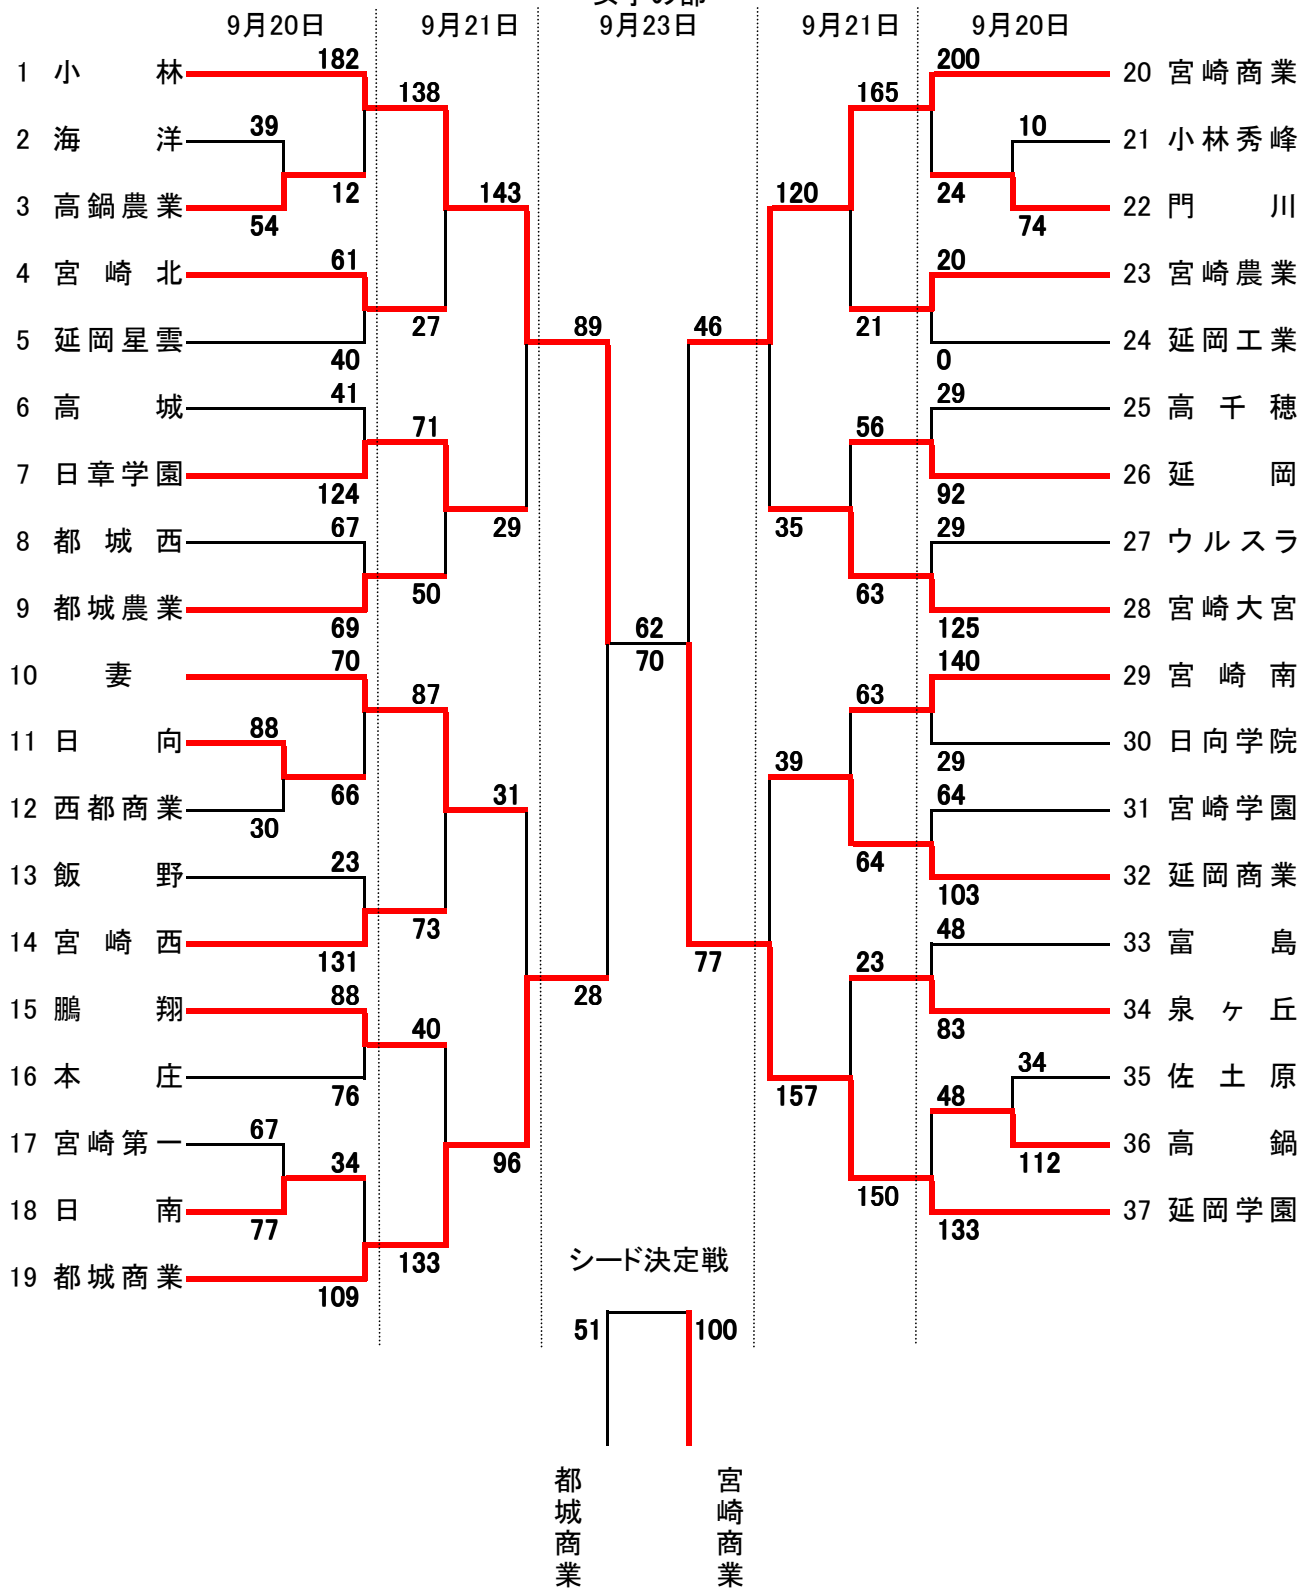 女子の部
9月20日 9月21日 9月23日 9月21日 9月20日
182 200
1 小林 20 宮崎商業
138 165
39 10
2 海洋 21 小林秀峰
12 143 120 24
3 高鍋農業 22 門川
54 74
61 20
4 宮崎北 23 宮崎農業
27 89 46 21
5 延岡星雲 24 延岡工業
40 0
41 29
6 高城 25 高千穂
71 56
7 日章学園 26 延岡
124 92
67 29 35 29
8 都城西 27 ウルスラ
50 63
9 都城農業 28 宮崎大宮
69 62 125
70 70 140
10 妻 29 宮崎南
87 63
88
11 日向 30 日向学院
39 29
66 31 64
12 西都商業 31 宮崎学園
30 64
23
13 飯野 32 延岡商業
103
73 48
14 宮崎西 33 富島
131 77 23
88 28
15 鵬翔 34 泉ヶ丘
40 83
34
16 本庄 35 佐土原
76 157 48
67
17 宮崎第一 36 高鍋
34 96 112
150
18 日南 37 延岡学園
77 133
133 シード決定戦
19 都城商業
109
51 100
都城商業
宮崎商業